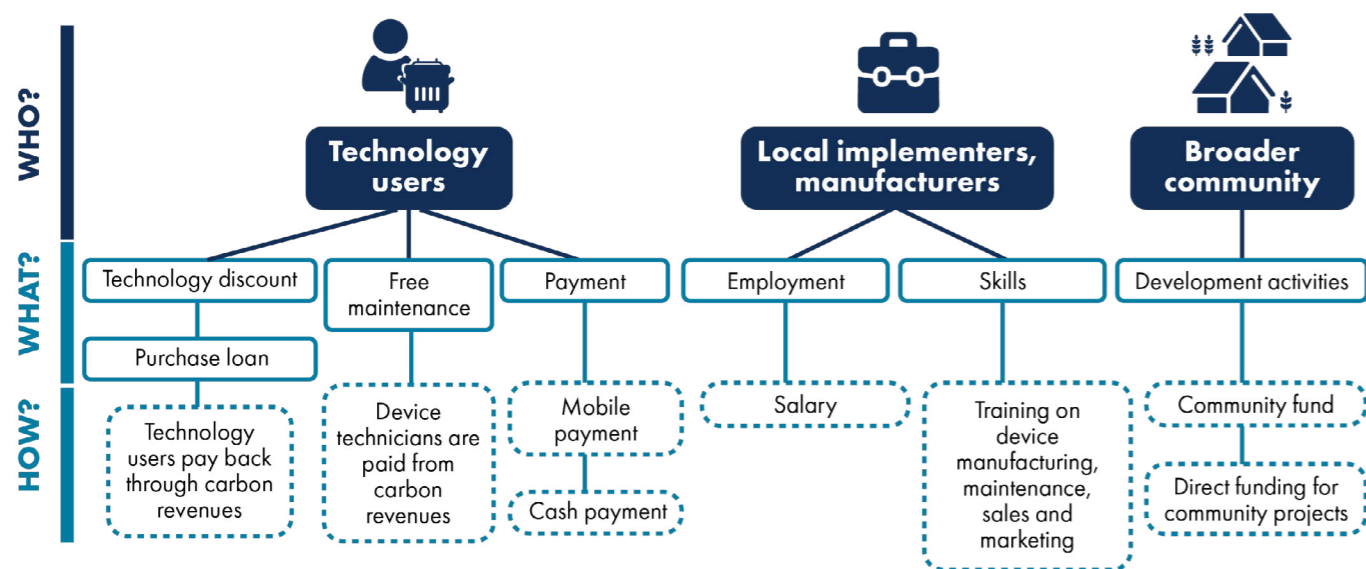 WHO?
Technology
users
Local implementers,
manufacturers
Broader
community
WHAT?
Technology discount
Free
maintenance
Payment
Employment
Skills
Development activities
Purchase loan
HOW?
Technology
users pay back
through carbon
revenues
Device
technicians are
paid from
carbon
revenues
Mobile
payment
Cash payment
Salary
Training on
device
manufacturing,
maintenance,
sales and
marketing
Community fund
Direct funding for
community projects